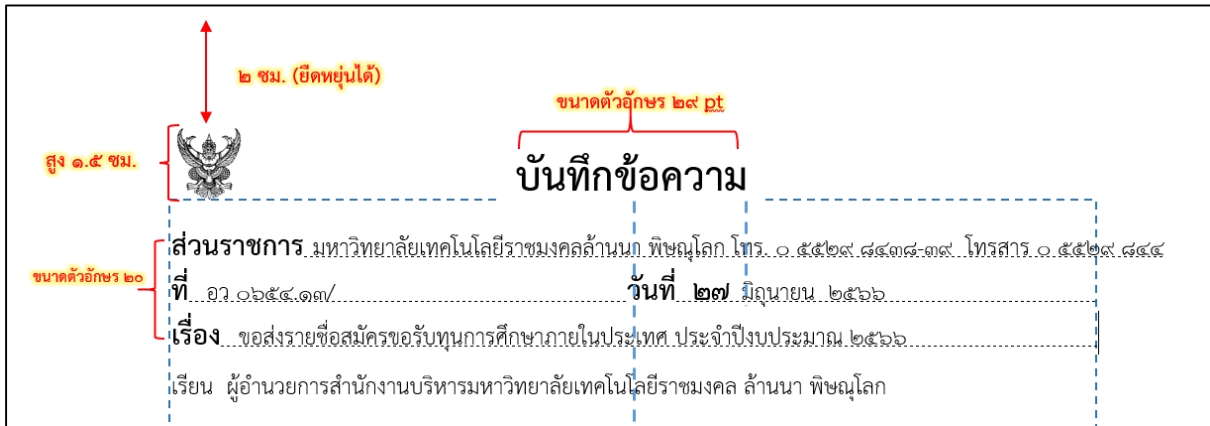 ๒ ซม. (ยืดหยุ่นได้)
ขนาดตัวอักษร ๒๙ pt
สูง ๑.๕ ซม.
บันทึกข้อความ
ส่วนราชการ มหาวิทยาลัยเทคโนโลยีราชมงคลล้านนา พิษณุโลก โทร. ๐ ๕๕๒๙ ๘๔๓๘-๓๙ โทรสาร ๐ ๕๕๒๙ ๘๔๔
ขนาดตัวอักษร ๒๐
ที่ อว ๐๖๕๔.๑๓/ วันที่ ๒๗ มิถุนายน ๒๕๖๖
เรื่อง ขอส่งรายชื่อสมัครขอรับทุนการศึกษาภายในประเทศ ประจำปีงบประมาณ ๒๕๖๖
เรียน ผู้อำนวยการสำนักงานบริหารมหาวิทยาลัยเทคโนโลยีราชมงคล ล้านนา พิษณุโลก